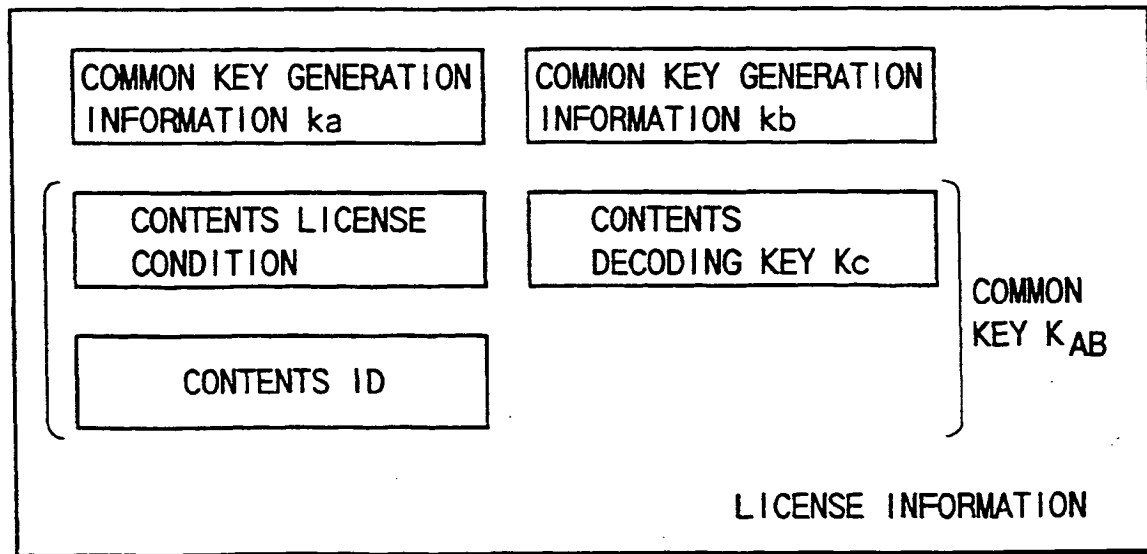 COMMON KEY GENERATION
INFORMATION ka
COMMON KEY GENERATION
INFORMATION kb
CONTENTS LICENSE
CONDITION
CONTENTS
DECODING KEY Kc
CONTENTS ID
COMMON
KEY KAB
LICENSE INFORMATION